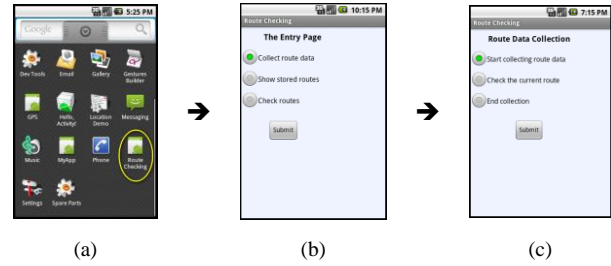 5:25 PM
Google
Dev Tools
Email
Gallery
Gestures Builder
GPS
Hello, Activity!
Location Demo
Messaging
Music
MyApp
Phone
Route Checking
Settings
Spare Parts
(a)
10:15 PM
Route Checking
The Entry Page
Collect route data
Show stored routes
Check routes
Submit
(b)
7:15 PM
Route Checking
Route Data Collection
Start collecting route data
Check the current route
End collection
Submit
(c)